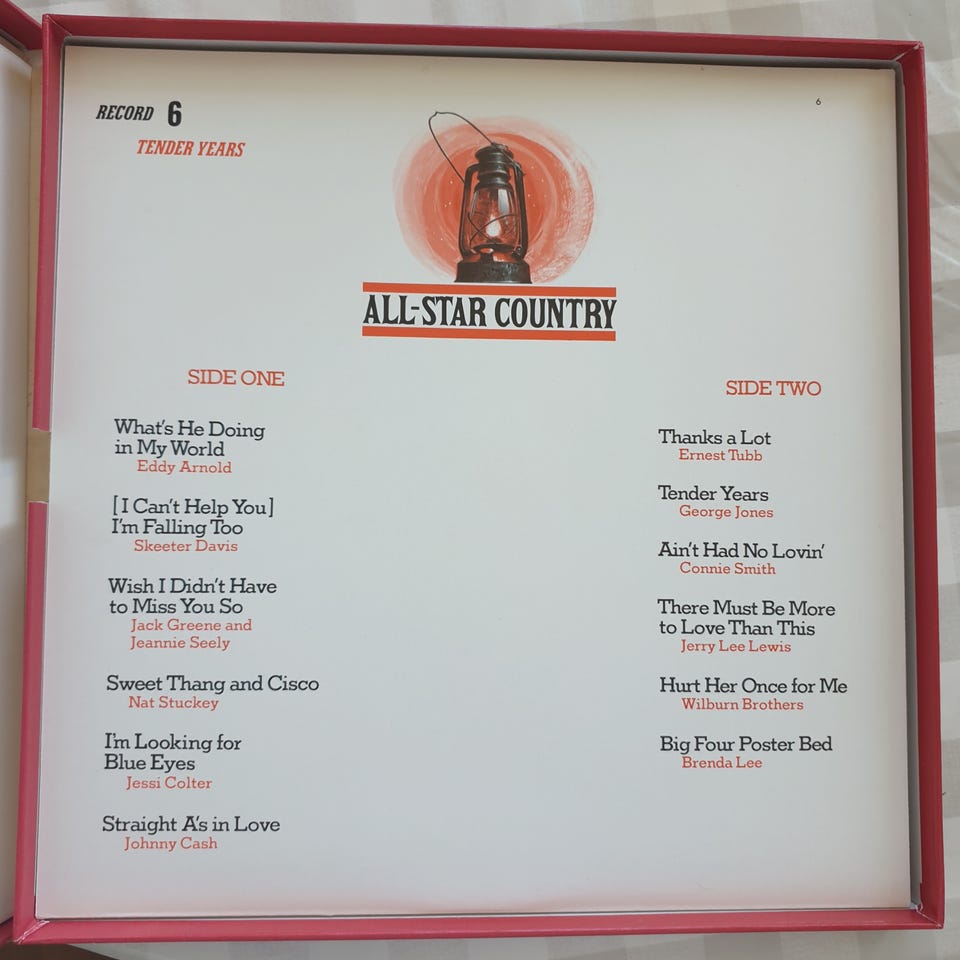 RECORD 6
TENDER YEARS
6
ALL-STAR COUNTRY
SIDE ONE
What's He Doing
in My World
Eddy Arnold
[I Can't Help You]
I'm Falling Too
Skeeter Davis
Wish I Didn't Have
to Miss You So
Jack Greene and
Jeannie Seely
Sweet Thang and Cisco
Nat Stuckey
I'm Looking for
Blue Eyes
Jessi Colter
Straight A's in Love
Johnny Cash
SIDE TWO
Thanks a Lot
Ernest Tubb
Tender Years
George Jones
Ain't Had No Lovin'
Connie Smith
There Must Be More
to Love Than This
Jerry Lee Lewis
Hurt Her Once for Me
Wilburn Brothers
Big Four Poster Bed
Brenda Lee